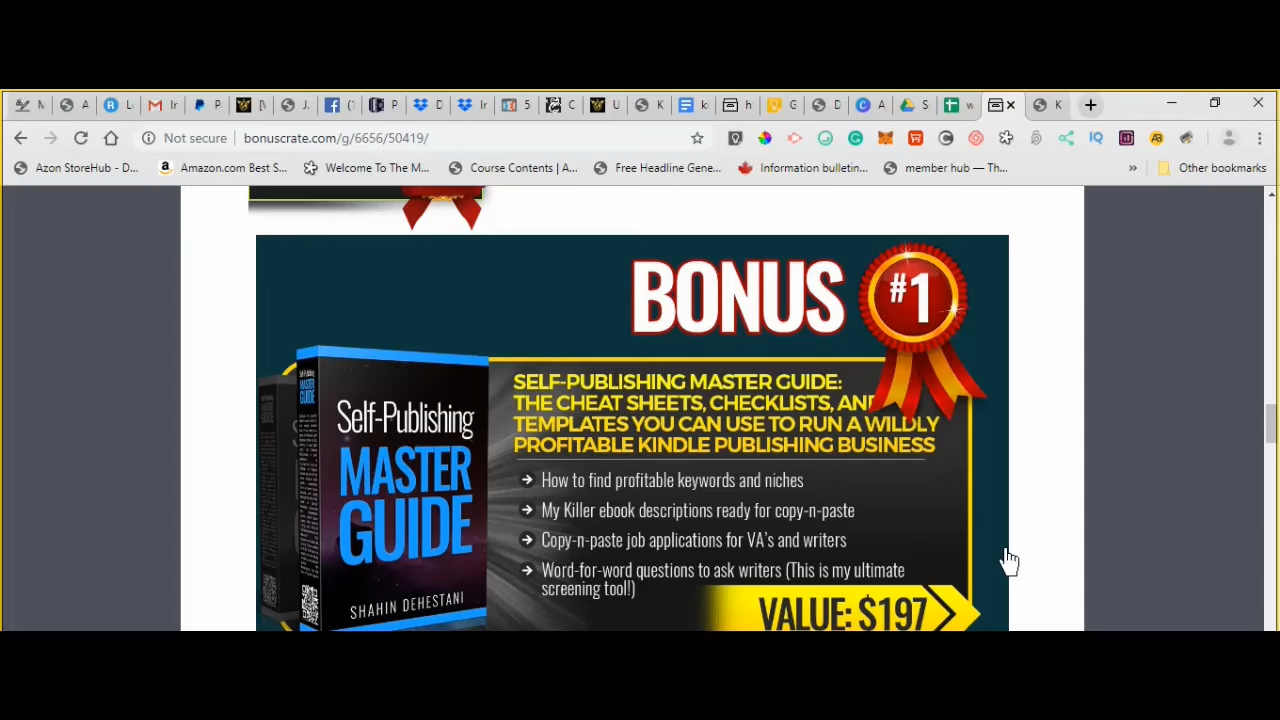 M A R L Gmail Ir P [ J. ( P D Ir 5 C U K k h G D A S w K
Not secure bonuscrate.com/g/6656/50419/
Azon StoreHub - D... Amazon.com Best S... Welcome To The M... Course Contents | A... Free Headline Gene... Information bulletin... member hub — Th... » Other bookmarks
BONUS #1
SELF-PUBLISHING MASTER GUIDE:
THE CHEAT SHEETS, CHECKLISTS, AND
TEMPLATES YOU CAN USE TO RUN A WILDLY
PROFITABLE KINDLE PUBLISHING BUSINESS
How to find profitable keywords and niches
My Killer ebook descriptions ready for copy-n-paste
Copy-n-paste job applications for VA's and writers
Word-for-word questions to ask writers (This is my ultimate
screening tool!)
VALUE: $197
Self-Publishing
MASTER
GUIDE
SHAHIN DEHESTANI